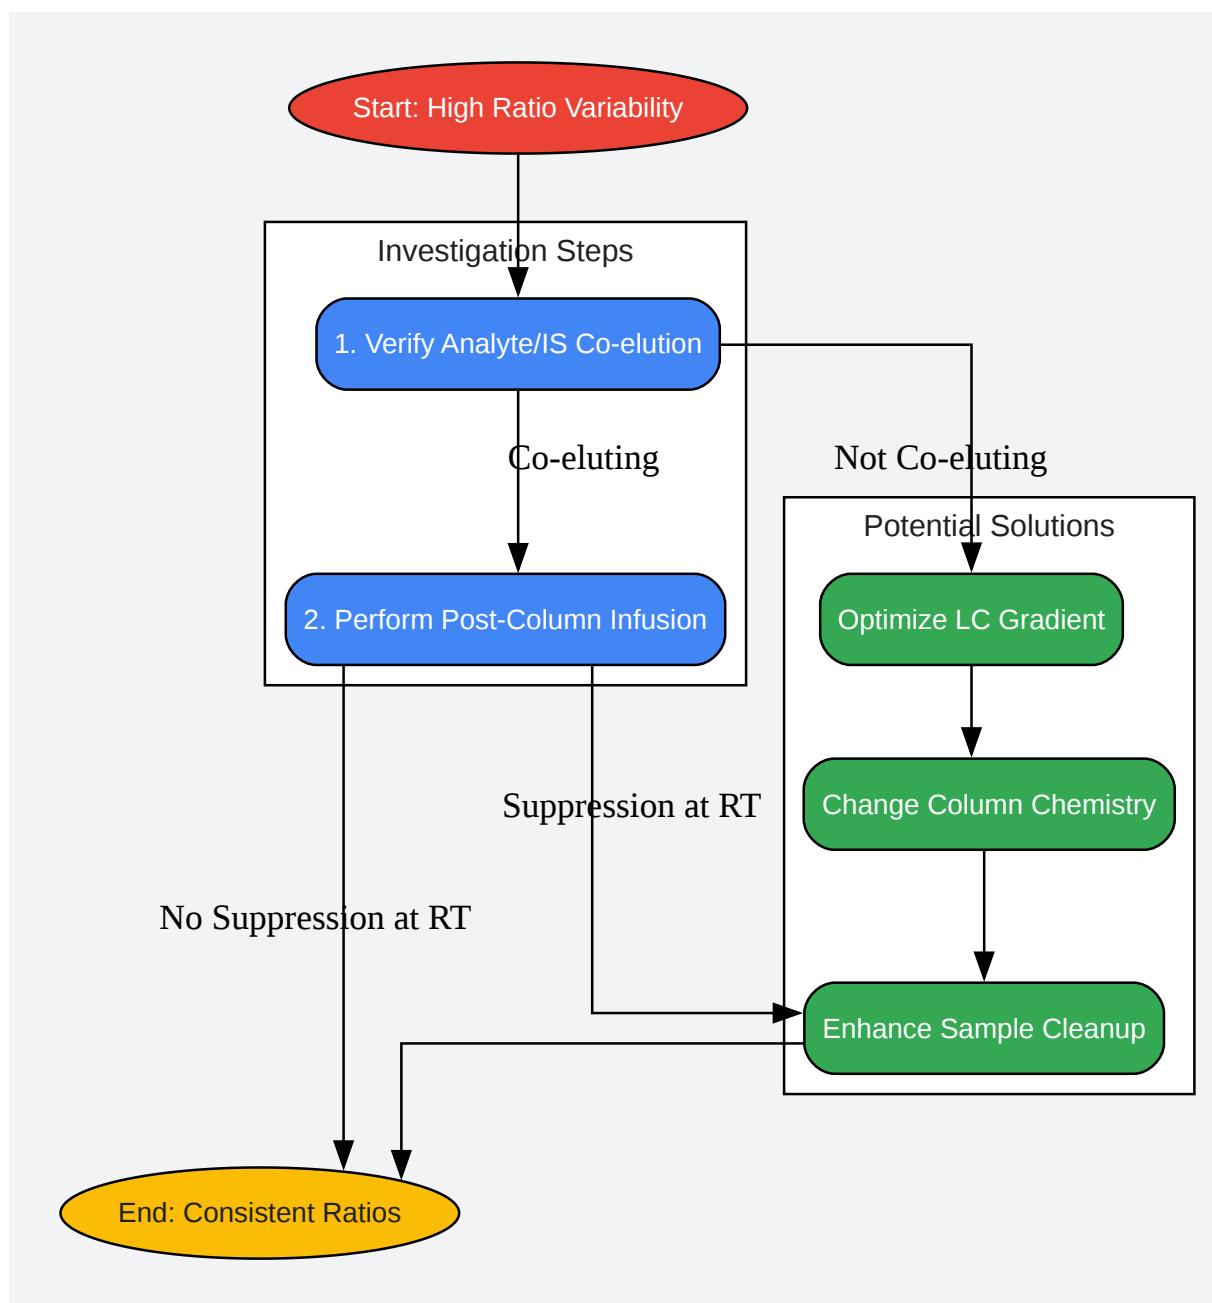 Start: High Ratio Variability
Investigation Steps
1. Verify Analyte/IS Co-elution
Co-eluting
Not Co-eluting
Potential Solutions
2. Perform Post-Column Infusion
Optimize LC Gradient
Suppression at RT
Change Column Chemistry
No Suppression at RT
Enhance Sample Cleanup
End: Consistent Ratios